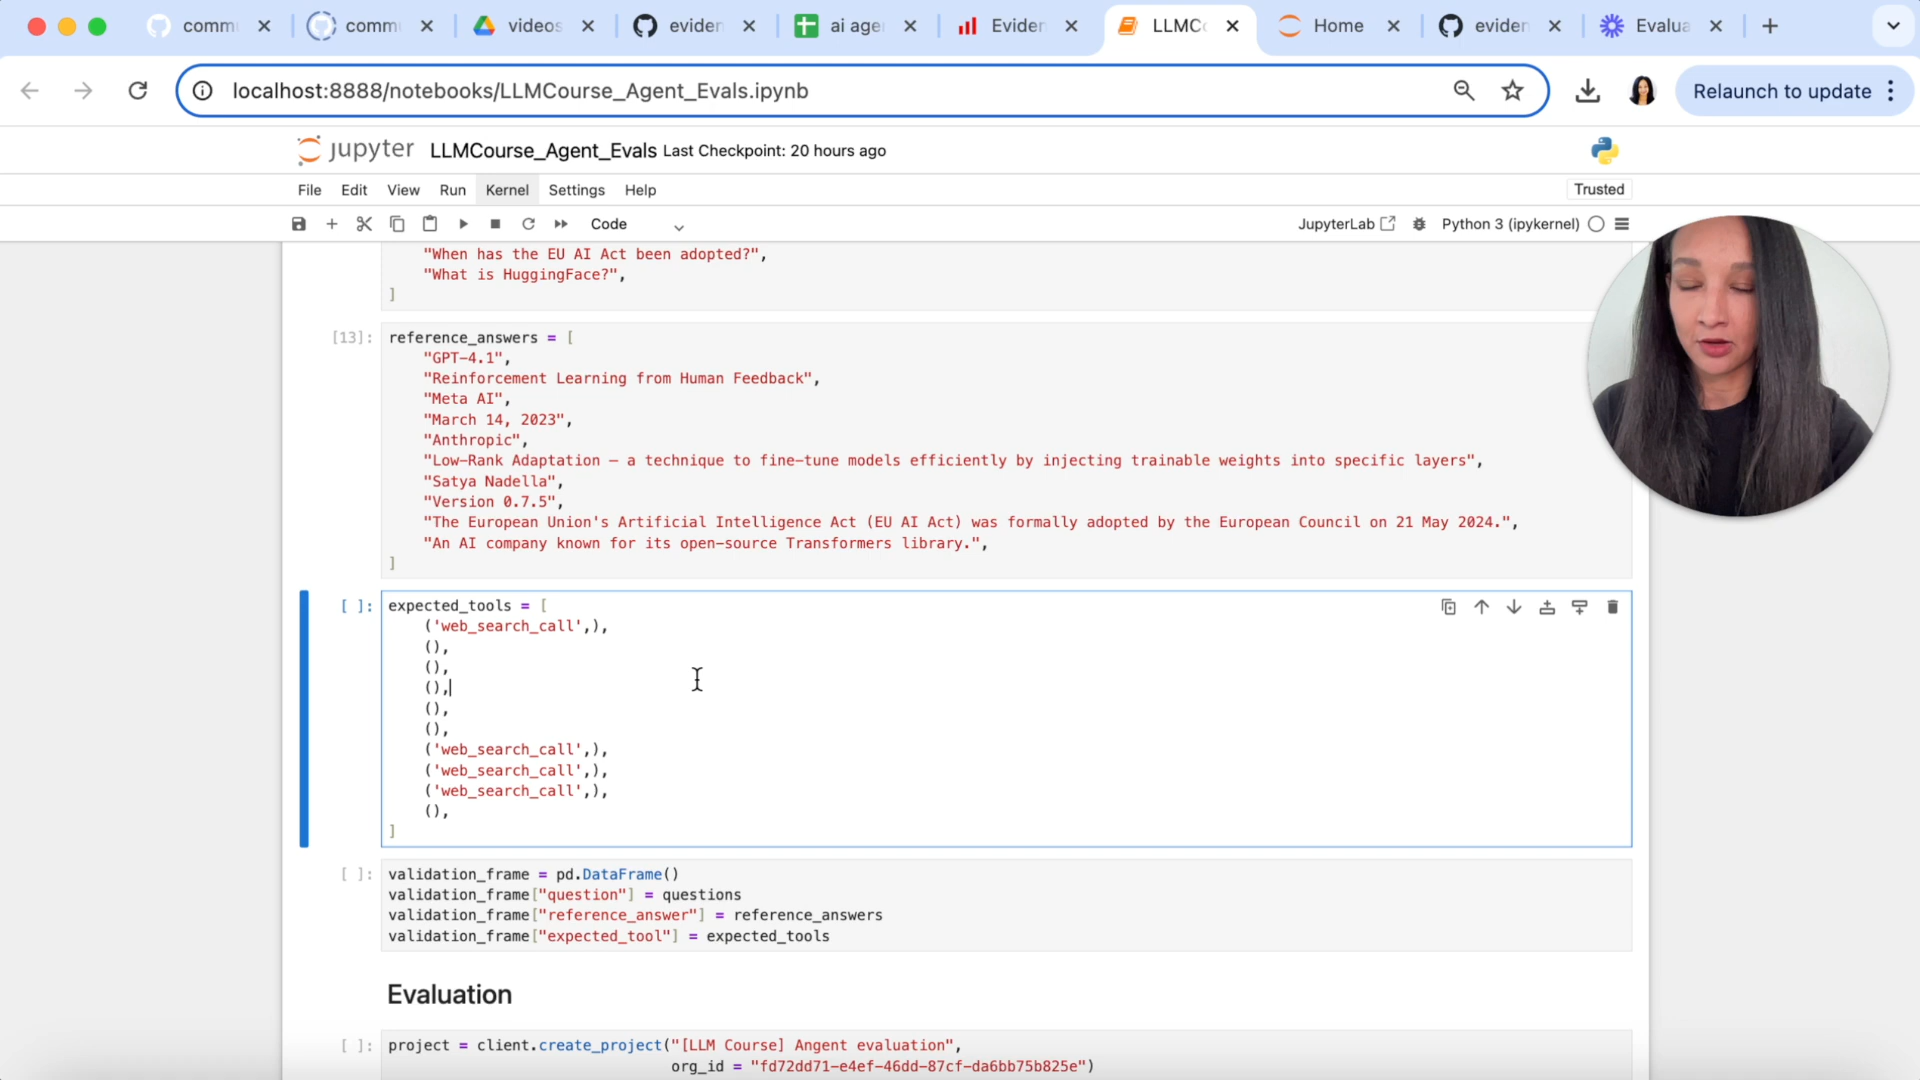 comm
comm
videos
eviden
ai age
Eviden
LLMC
Home
eviden
Evalua
localhost:8888/notebooks/LLMCourse_Agent_Evals.ipynb
Relaunch to update
jupyter LLMCourse_Agent_Evals Last Checkpoint: 20 hours ago
File Edit View Run Kernel Settings Help
Trusted
Code
JupyterLab
Python 3 (ipykernel)
"When has the EU AI Act been adopted?",
"What is HuggingFace?",
]
[13]: reference_answers = [
"GPT-4.1",
"Reinforcement Learning from Human Feedback",
"Meta AI",
"March 14, 2023",
"Anthropic",
"Low-Rank Adaptation — a technique to fine-tune models efficiently by injecting trainable weights into specific layers",
"Satya Nadella",
"Version 0.7.5",
"The European Union's Artificial Intelligence Act (EU AI Act) was formally adopted by the European Council on 21 May 2024.",
"An AI company known for its open-source Transformers library.",
]
[ ]: expected_tools = [
('web_search_call',),
(),
(),
(),
(),
(),
('web_search_call',),
('web_search_call',),
('web_search_call',),
(),
]
[ ]: validation_frame = pd.DataFrame()
validation_frame["question"] = questions
validation_frame["reference_answer"] = reference_answers
validation_frame["expected_tool"] = expected_tools
Evaluation
[ ]: project = client.create_project("[LLM Course] Angent evaluation",
org_id = "fd72dd71-e4ef-46dd-87cf-da6bb75b825e")